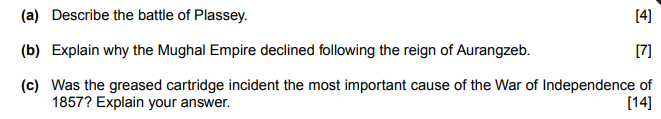 (a) Describe the battle of Plassey. [4]
(b) Explain why the Mughal Empire declined following the reign of Aurangzeb. [7]
(c) Was the greased cartridge incident the most important cause of the War of Independence of
1857? Explain your answer. [14]